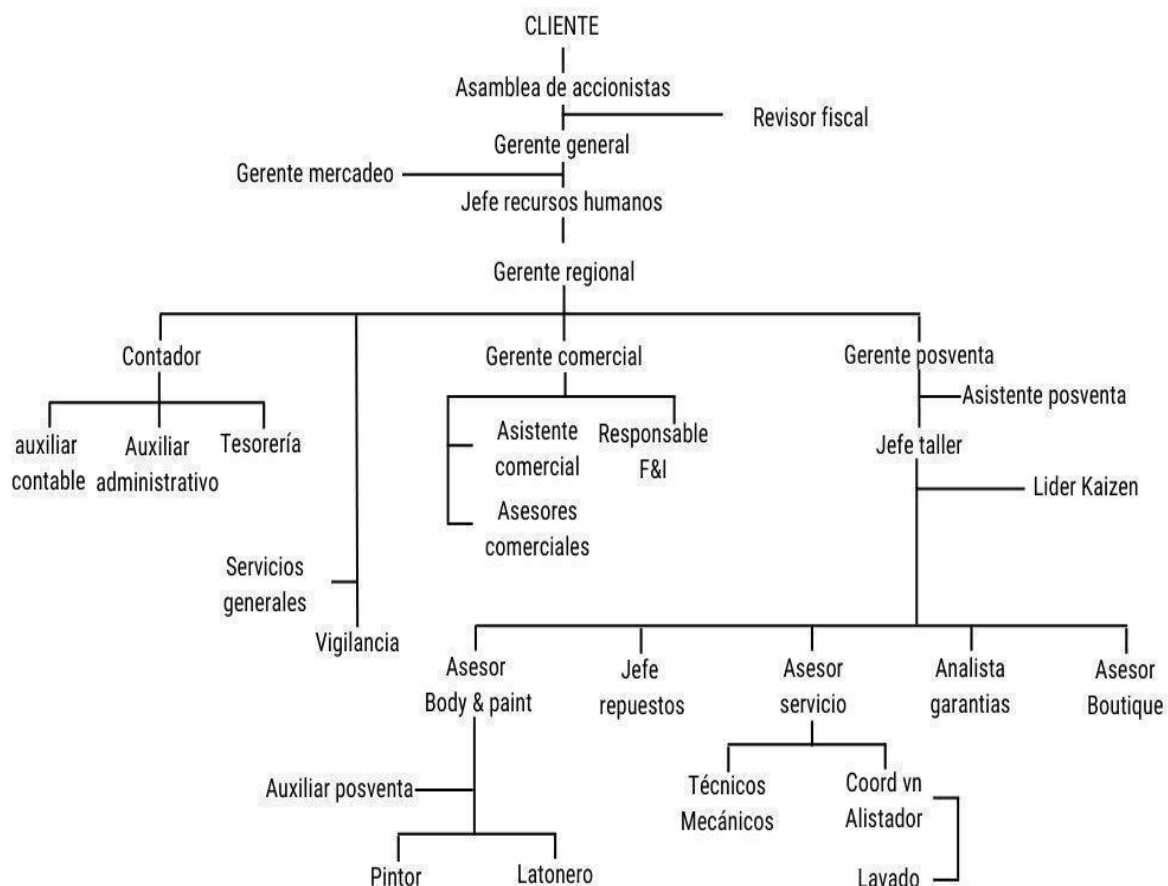 CLIENTE
Asamblea de accionistas
Revisor fiscal
Gerente general
Gerente mercadeo
Jefe recursos humanos
Gerente regional
Contador
Gerente comercial
Gerente posventa
Asistente posventa
auxiliar
contable
Auxiliar
administrativo
Tesorería
Asistente
comercial
Responsable
F&I
Jefe taller
Lider Kaizen
Asesores
comerciales
Servicios
generales
Vigilancia
Asesor
Body & paint
Jefe
repuestos
Asesor
servicio
Analista
garantias
Asesor
Boutique
Auxiliar posventa
Técnicos
Mecánicos
Coord vn
Alistador
Pintor
Latonero
Lavado